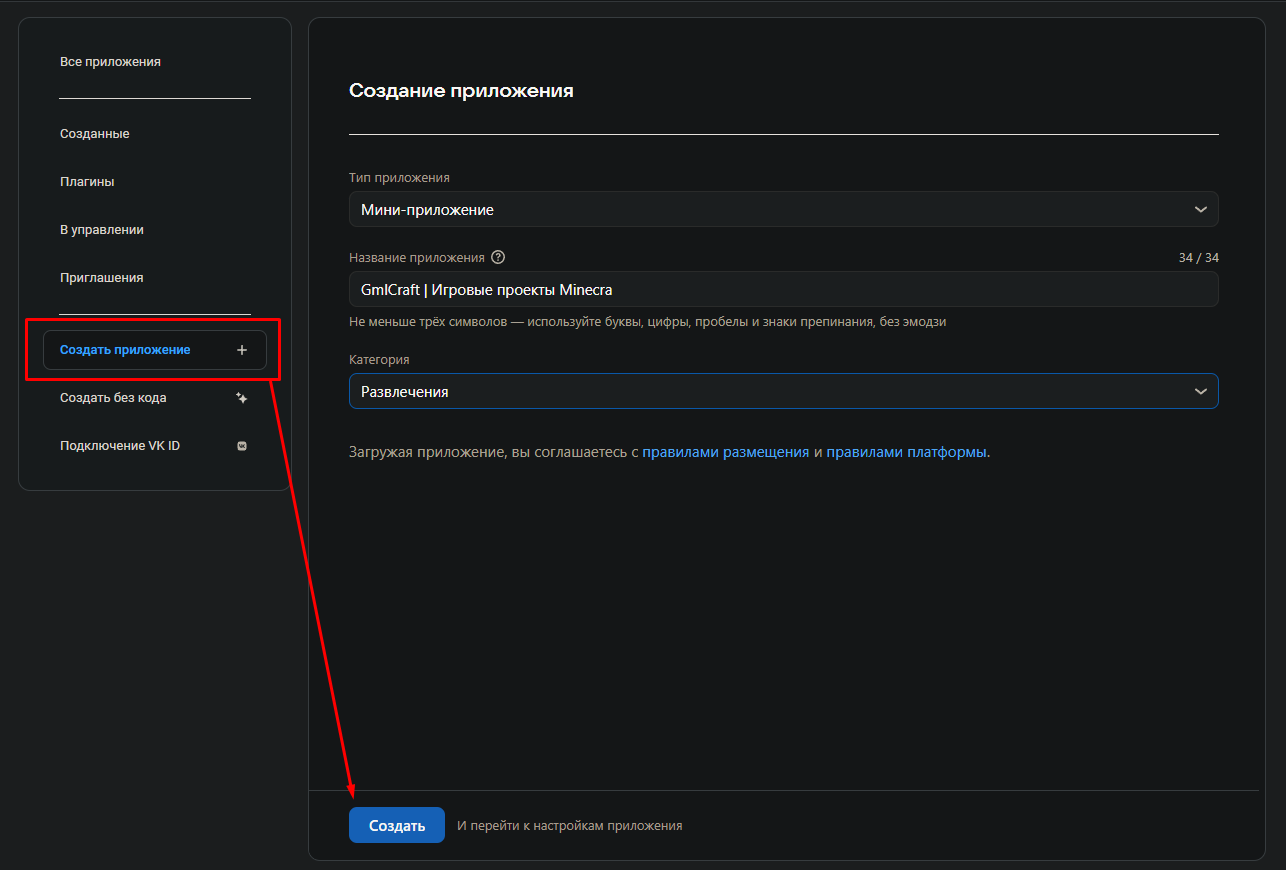 Все приложения
Созданные
Плагины
В управлении
Приглашения
Создать приложение
Создать без кода
Подключение VK ID
Создание приложения
Тип приложения
Мини-приложение
Название приложения 34 / 34
GmlCraft | Игровые проекты Minecra
Не меньше трёх символов — используйте буквы, цифры, пробелы и знаки препинания, без эмодзи
Категория
Развлечения
Загружая приложение, вы соглашаетесь с правилами размещения и правилами платформы.
Создать И перейти к настройкам приложения